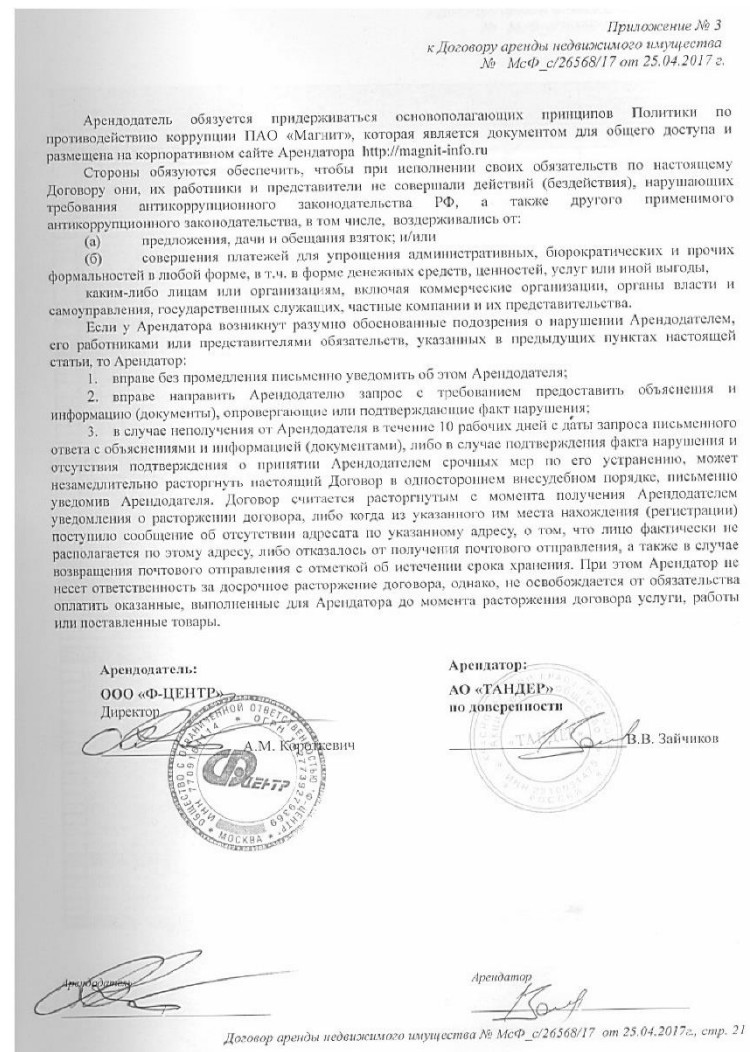 Приложение № 3
к Договору аренды недвижимого имущества
№ МсФ_с/26568/17 от 25.04.2017 г.
Арендодатель обязуется придерживаться основополагающих принципов Политики по
противодействию коррупции ПАО «Магнит», которая является документом для общего доступа и
размещена на корпоративном сайте Арендатора http://magnit-info.ru
Стороны обязуются обеспечить, чтобы при исполнении своих обязательств по настоящему
Договору они, их работники и представители не совершали действий (бездействия), нарушающих
требования антикоррупционного законодательства РФ, а также другого применимого
антикоррупционного законодательства, в том числе, воздерживались от:
(а) предложения, дачи и обещания взяток; и/или
(б) совершения платежей для упрощения административных, бюрократических и прочих
формальностей в любой форме, в т.ч. в форме денежных средств, ценностей, услуг или иной выгоды,
каким-либо лицам или организациям, включая коммерческие организации, органы власти и
самоуправления, государственных служащих, частные компании и их представительства.
Если у Арендатора возникнут разумно обоснованные подозрения о нарушении Арендодателем,
его работниками или представителями обязательств, указанных в предыдущих пунктах настоящей
статьи, то Арендатор:
1. вправе без промедления письменно уведомить об этом Арендодателя;
2. вправе направить Арендодателю запрос с требованием предоставить объяснения и
информацию (документы), опровергающие или подтверждающие факт нарушения;
3. в случае неполучения от Арендодателя в течение 10 рабочих дней с даты запроса письменного
ответа с объяснениями и информацией (документами), либо в случае подтверждения факта нарушения и
отсутствия подтверждения о принятии Арендодателем срочных мер по его устранению, может
незамедлительно расторгнуть настоящий Договор в одностороннем внесудебном порядке, письменно
уведомив Арендодателя. Договор считается расторгнутым с момента получения Арендодателем
уведомления о расторжении договора, либо когда из указанного им места нахождения (регистрации)
поступило сообщение об отсутствии адресата по указанному адресу, о том, что лицо фактически не
располагается по этому адресу, либо отказалось от получения почтового отправления, а также в случае
возвращения почтового отправления с отметкой об истечении срока хранения. При этом Арендатор не
несет ответственность за досрочное расторжение договора, однако, не освобождается от обязательства
оплатить оказанные, выполненные для Арендатора до момента расторжения договора услуги, работы
или поставленные товары.
Арендодатель:
ООО «Ф-ЦЕНТР»
Директор
А.М. Короткевич
ОБЩЕСТВО С ОГРАНИЧЕННОЙ ОТВЕТСТВЕННОСТЬЮ "Ф-ЦЕНТР"
ОГРН
ИНН
ФЦЕНТР
* МОСКВА *
Арендатор:
АО «ТАНДЕР»
по доверенности
В.В. Зайчиков
«ТАНДЕР»
Арендодатель
Арендатор
Договор аренды недвижимого имущества № МсФ_с/26568/17 от 25.04.2017г., стр. 21